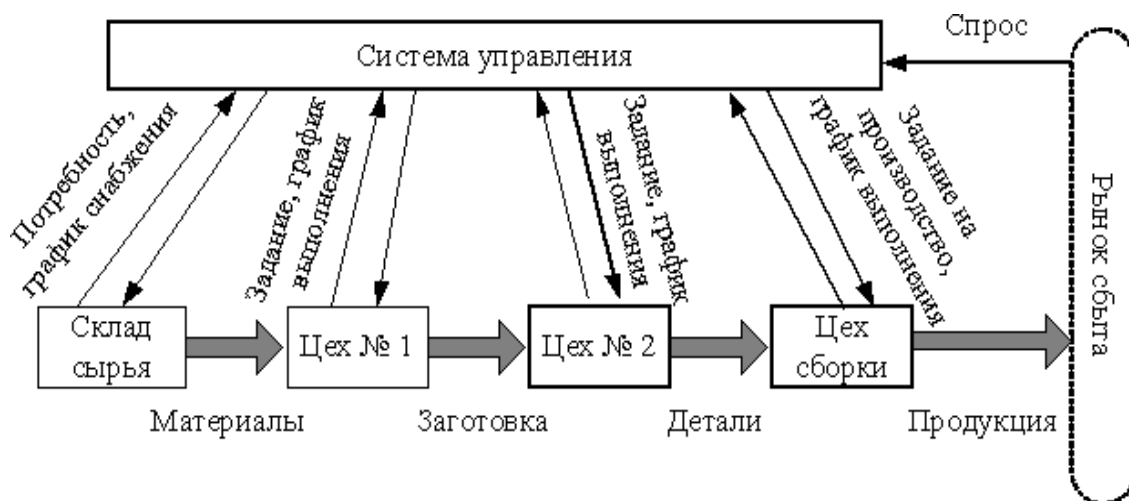 Спрос
Система управления
Потребность,
график снабжения
Задание, график
выполнения
Задание, график
выполнения
Задание на
производство,
график выполнения
Рынок сбыта
Склад
сырья
Цех № 1
Цех № 2
Цех
сборки
Материалы
Заготовка
Детали
Продукция